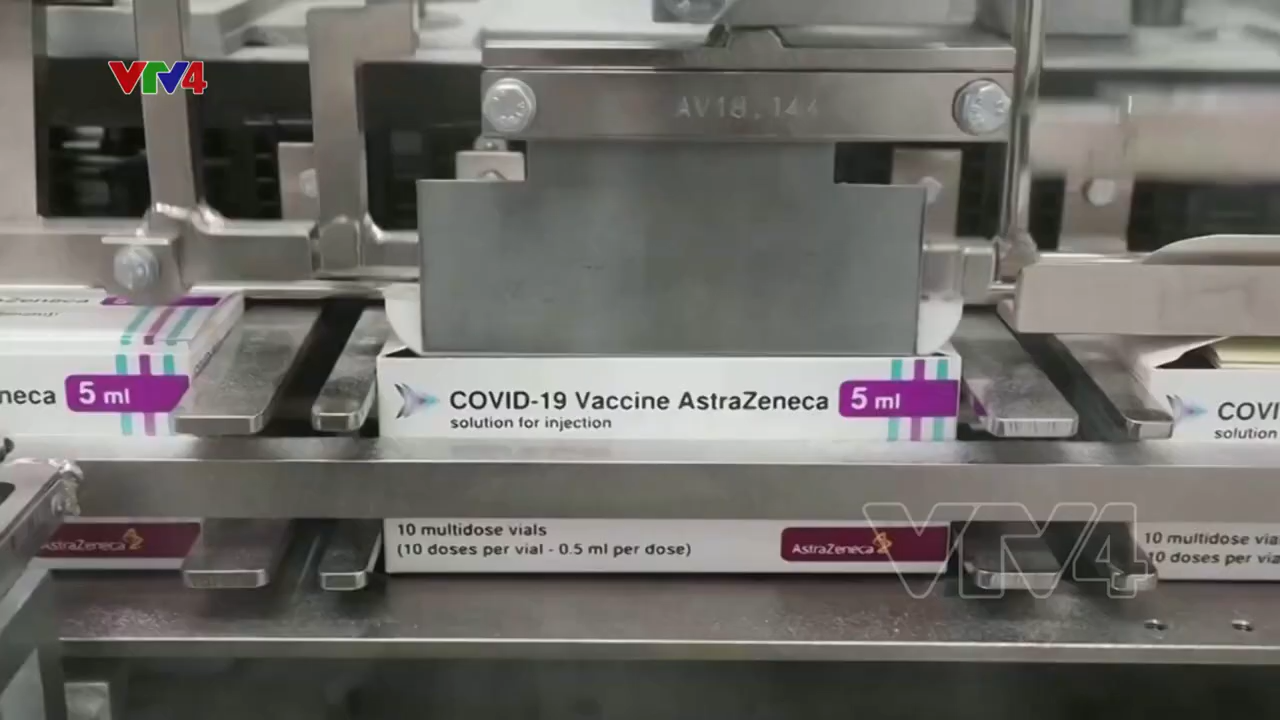 VTV4
AV18.144
aZeneca
neca 5 ml
COVID-19 Vaccine AstraZeneca 5 ml
solution for injection
COVI
solution
AstraZeneca
10 multidose vials
(10 doses per vial - 0.5 ml per dose)
AstraZeneca
VTV4
10 multidose via
10 doses per via